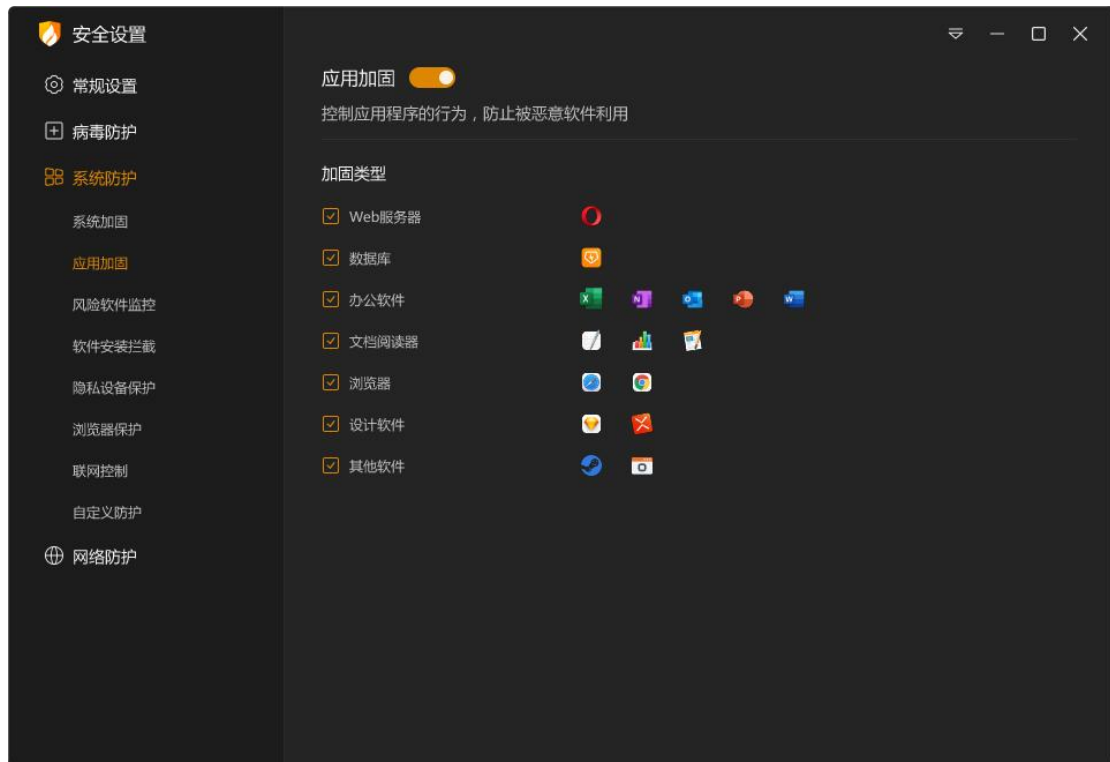 安全设置
常规设置
病毒防护
系统防护
系统加固
应用加固
风险软件监控
软件安装拦截
隐私设备保护
浏览器保护
联网控制
自定义防护
网络防护
应用加固
控制应用程序的行为，防止被恶意软件利用
加固类型
Web服务器
数据库
办公软件
文档阅读器
浏览器
设计软件
其他软件